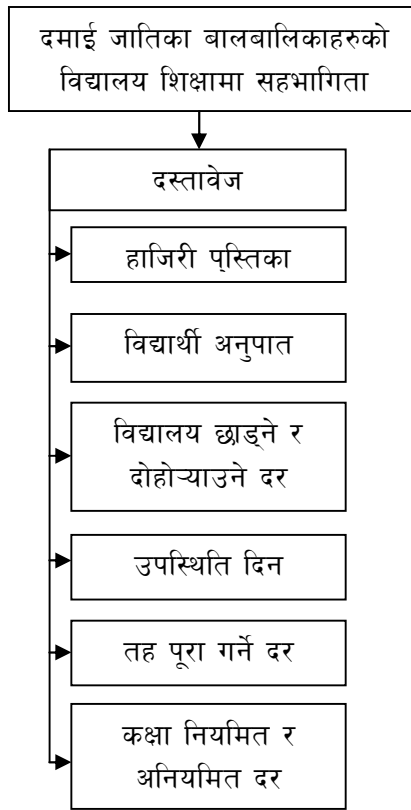 दमाई जातिका बालबालिकाहरुको
विद्यालय शिक्षामा सहभागिता
दस्तावेज
हाजिरी पुस्तिका
विद्यार्थी अनुपात
विद्यालय छाड्ने र
दोहोऱ्याउने दर
उपस्थिति दिन
तह पूरा गर्ने दर
कक्षा नियमित र
अनियमित दर